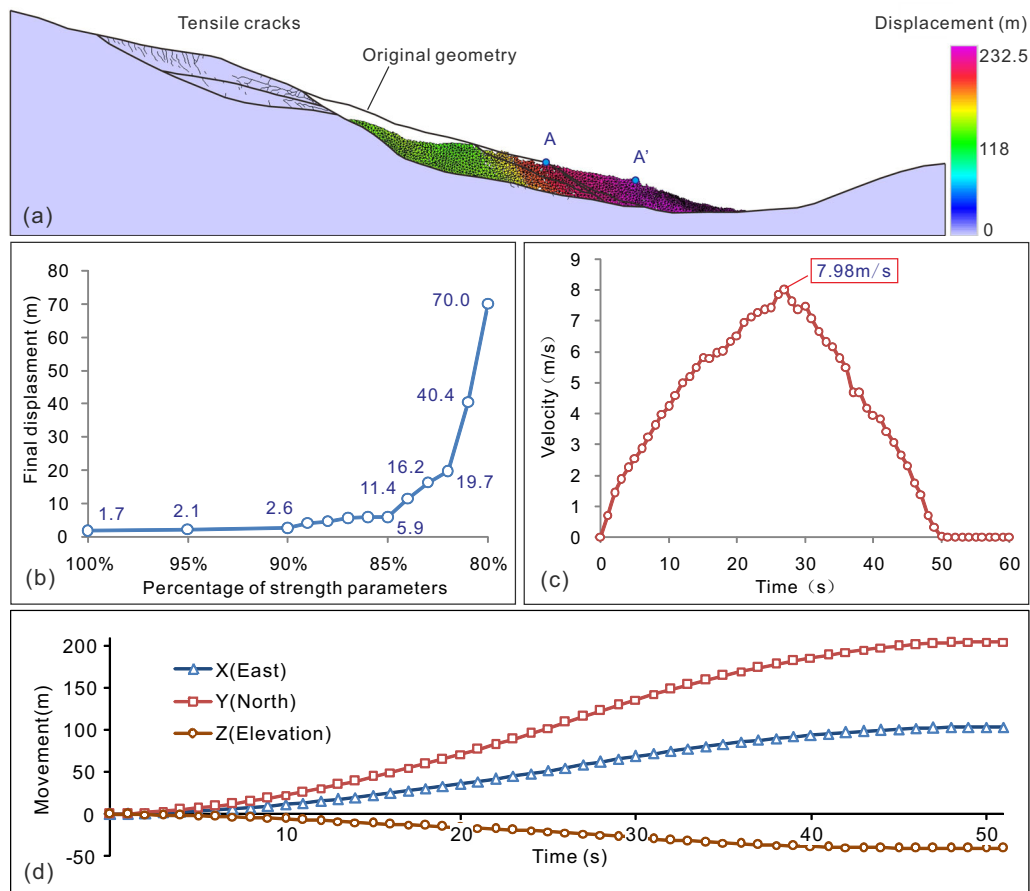 Tensile cracks
Original geometry
Displacement (m)
232.5
118
0
A
A'
(a)
Final displasment (m)
80
70
60
50
40
30
20
10
0
1.7
2.1
2.6
5.9
11.4
16.2
19.7
40.4
70.0
100%
95%
90%
85%
80%
Percentage of strength parameters
(b)
Velocity (m/s)
9
8
7
6
5
4
3
2
1
0
7.98m/s
0
10
20
30
40
50
60
Time (s)
(c)
Movement(m)
200
150
100
50
0
-50
X(East)
Y(North)
Z(Elevation)
10
20
30
40
50
Time (s)
(d)